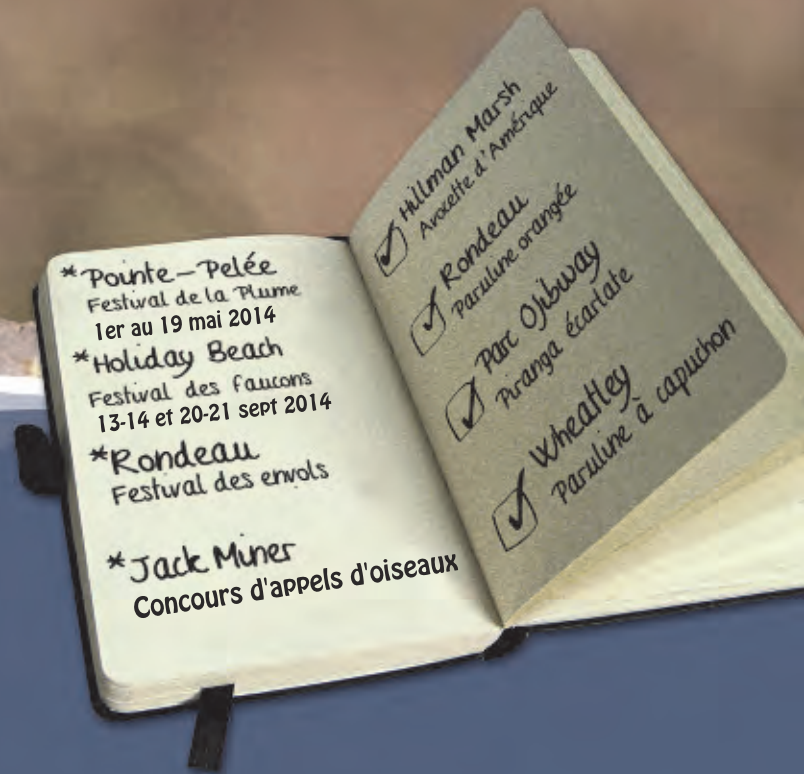 *Pointe-Pelée
Festival de la Plume
1er au 19 mai 2014
*Holiday Beach
Festival des faucons
13-14 et 20-21 sept 2014
*Rondeau
Festival des envols
*Jack Miner
Concours d'appels d'oiseaux
Hillman Marsh
Avocette d'Amérique
Rondeau
Paruline orangée
Parc Ojibway
Piranga écarlate
Wheatley
Paruline à capuchon